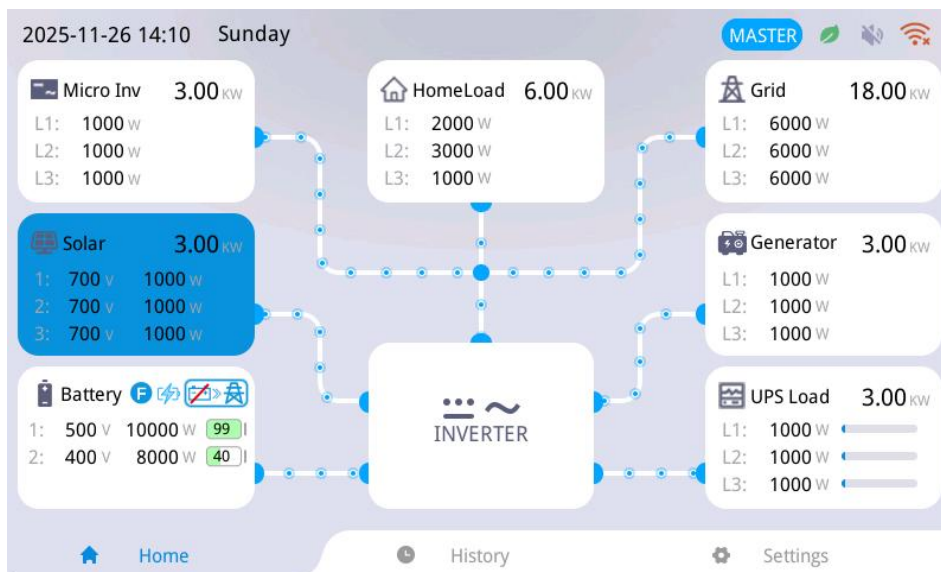 2025-11-26 14:10 Sunday
MASTER
Micro Inv 3.00 KW
L1: 1000 W
L2: 1000 W
L3: 1000 W
HomeLoad 6.00 KW
L1: 2000 W
L2: 3000 W
L3: 1000 W
Grid 18.00 KW
L1: 6000 W
L2: 6000 W
L3: 6000 W
Solar 3.00 KW
1: 700 V 1000 W
2: 700 V 1000 W
3: 700 V 1000 W
Generator 3.00 KW
L1: 1000 W
L2: 1000 W
L3: 1000 W
Battery F
1: 500 V 10000 W 99
2: 400 V 8000 W 40
INVERTER
UPS Load 3.00 KW
L1: 1000 W
L2: 1000 W
L3: 1000 W
Home
History
Settings